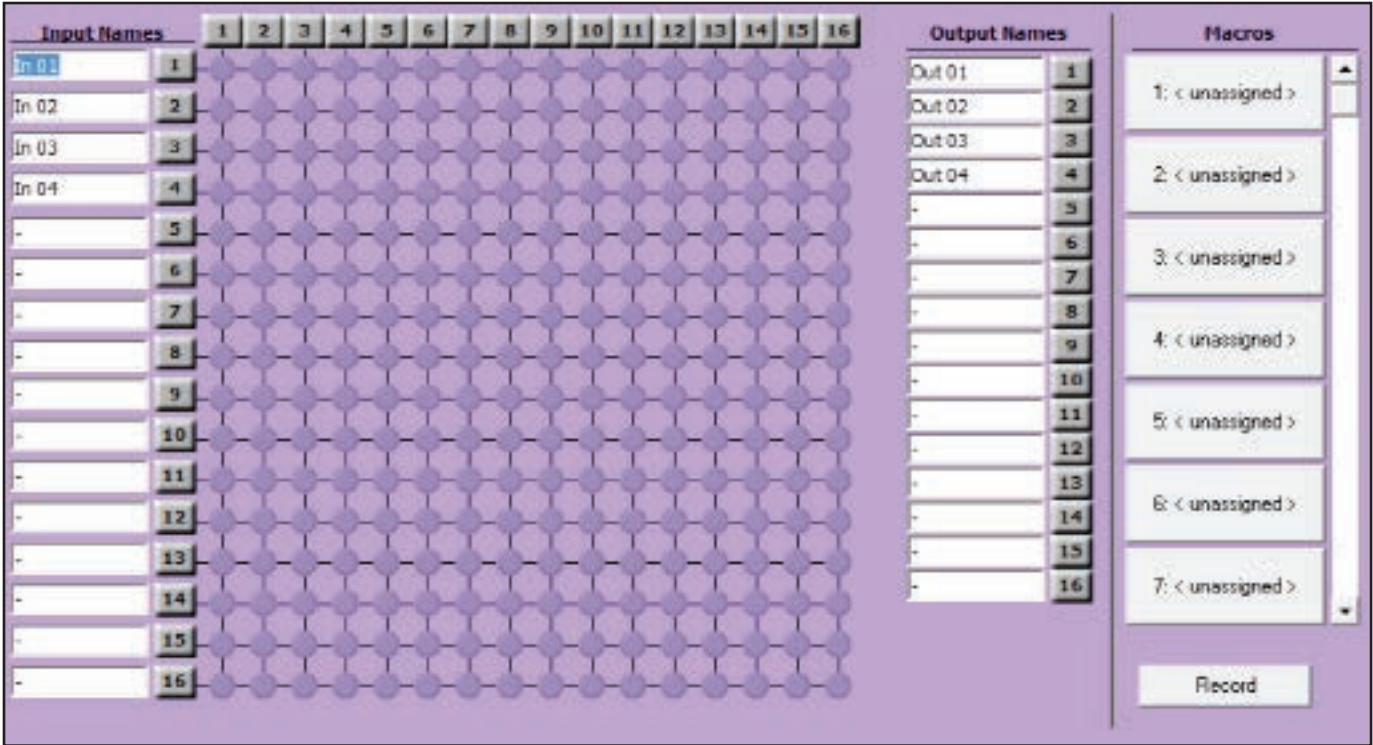 Input Names
1 2 3 4 5 6 7 8 9 10 11 12 13 14 15 16
In 01 1
In 02 2
In 03 3
In 04 4
- 5
- 6
- 7
- 8
- 9
- 10
- 11
- 12
- 13
- 14
- 15
- 16
Output Names
Out 01 1
Out 02 2
Out 03 3
Out 04 4
- 5
- 6
- 7
- 8
- 9
- 10
- 11
- 12
- 13
- 14
- 15
- 16
Macros
1: < unassigned >
2: < unassigned >
3: < unassigned >
4: < unassigned >
5: < unassigned >
6: < unassigned >
7: < unassigned >
Record